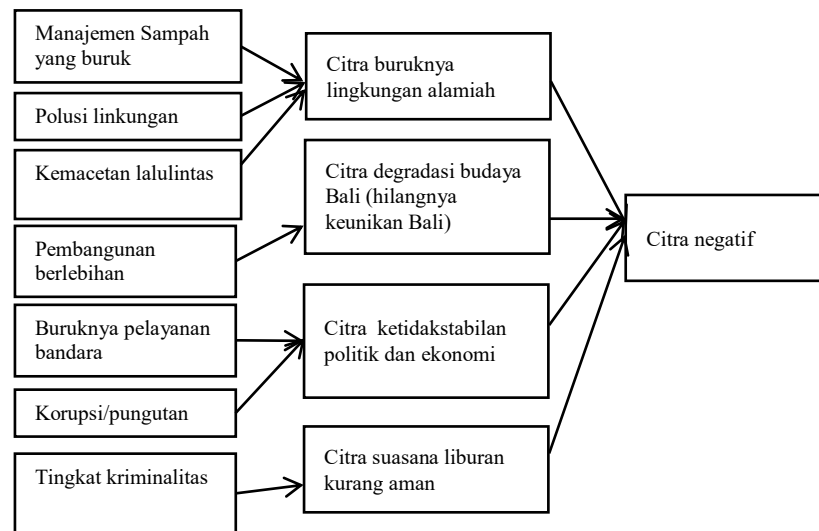 Manajemen Sampah
yang buruk
Polusi linkungan
Kemacetan lalulintas
Pembangunan
berlebihan
Buruknya pelayanan
bandara
Korupsi/pungutan
Tingkat kriminalitas
Citra buruknya
lingkungan alamiah
Citra degradasi budaya
Bali (hilangnya
keunikan Bali)
Citra ketidakstabilan
politik dan ekonomi
Citra suasana liburan
kurang aman
Citra negatif